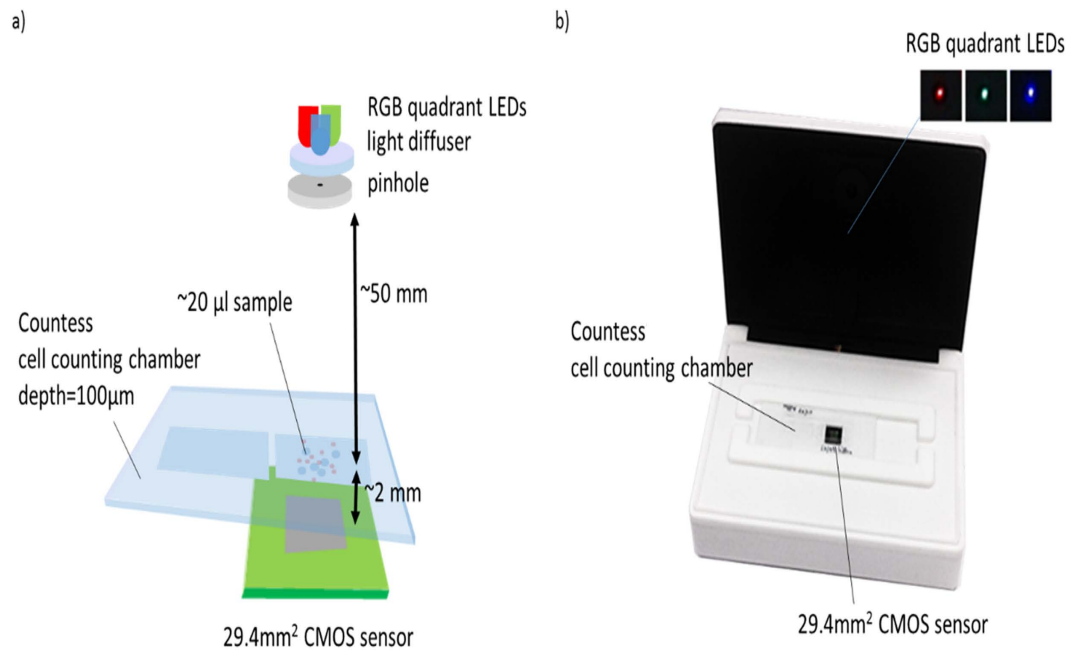 a)
RGB quadrant LEDs
light diffuser
pinhole
~50 mm
~20 µl sample
Countess
cell counting chamber
depth=100µm
~2 mm
29.4mm² CMOS sensor
b)
RGB quadrant LEDs
Countess
cell counting chamber
29.4mm² CMOS sensor